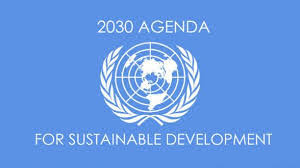 2030 AGENDA
FOR SUSTAINABLE DEVELOPMENT